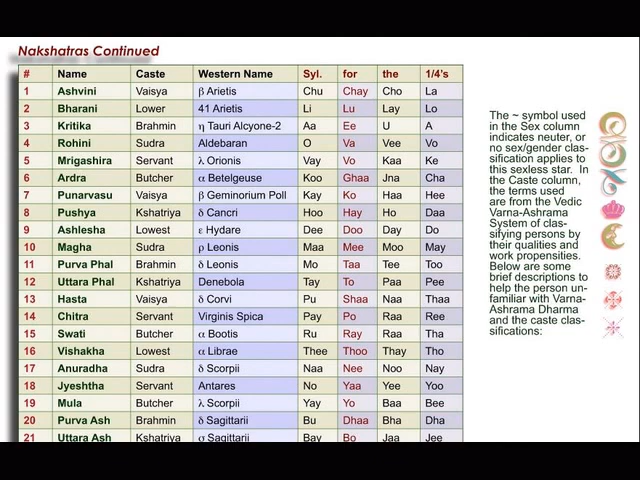 Nakshatras Continued
# Name Caste Western Name Syl. for the 1/4's
1 Ashvini Vaisya β Arietis Chu Chay Cho La
2 Bharani Lower 41 Arietis Li Lu Lay Lo
3 Kritika Brahmin η Tauri Alcyone-2 Aa Ee U A
4 Rohini Sudra Aldebaran O Va Vee Vo
5 Mrigashira Servant λ Orionis Vay Vo Kaa Ke
6 Ardra Butcher α Betelgeuse Koo Ghaa Jna Cha
7 Punarvasu Vaisya β Geminorium Poll Kay Ko Haa Hee
8 Pushya Kshatriya δ Cancri Hoo Hay Ho Daa
9 Ashlesha Lowest ε Hydare Dee Doo Day Do
10 Magha Sudra ρ Leonis Maa Mee Moo May
11 Purva Phal Brahmin δ Leonis Mo Taa Tee Too
12 Uttara Phal Kshatriya Denebola Tay To Paa Pee
13 Hasta Vaisya δ Corvi Pu Shaa Naa Thaa
14 Chitra Servant Virginis Spica Pay Po Raa Ree
15 Swati Butcher α Bootis Ru Ray Raa Tha
16 Vishakha Lowest α Librae Thee Thoo Thay Tho
17 Anuradha Sudra δ Scorpii Naa Nee Noo Nay
18 Jyeshtha Servant Antares No Yaa Yee Yoo
19 Mula Butcher λ Scorpii Yay Yo Baa Bee
20 Purva Ash Brahmin δ Sagittarii Bu Dhaa Bha Dha
21 Uttara Ash Kshatriya σ Sagittarii Bay Bo Jaa Jee
The ~ symbol used
in the Sex column
indicates neuter, or
no sex/gender clas-
sification applies to
this sexless star. In
the Caste column,
the terms used
are from the Vedic
Varna-Ashrama
System of clas-
sifying persons by
their qualities and
work propensities.
Below are some
brief descriptions to
help the person un-
familiar with Varna-
Ashrama Dharma
and the caste clas-
sifications: